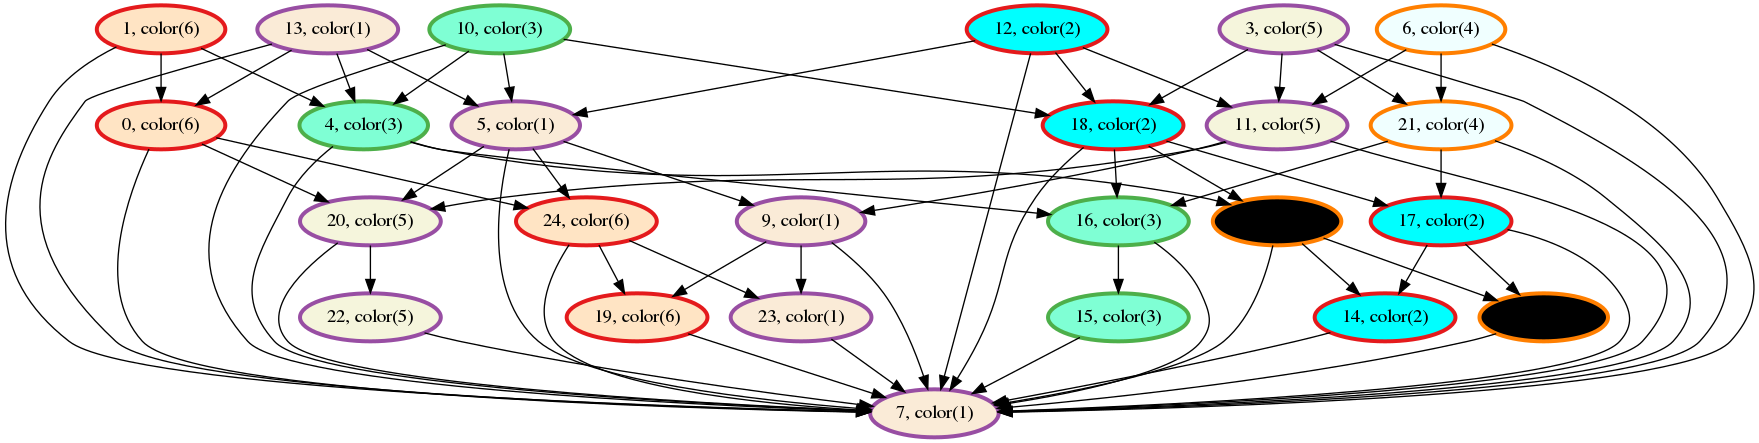 1, color(6)
13, color(1)
10, color(3)
12, color(2)
3, color(5)
6, color(4)
0, color(6)
4, color(3)
5, color(1)
18, color(2)
11, color(5)
21, color(4)
20, color(5)
24, color(6)
9, color(1)
16, color(3)
17, color(2)
22, color(5)
19, color(6)
23, color(1)
15, color(3)
14, color(2)
7, color(1)